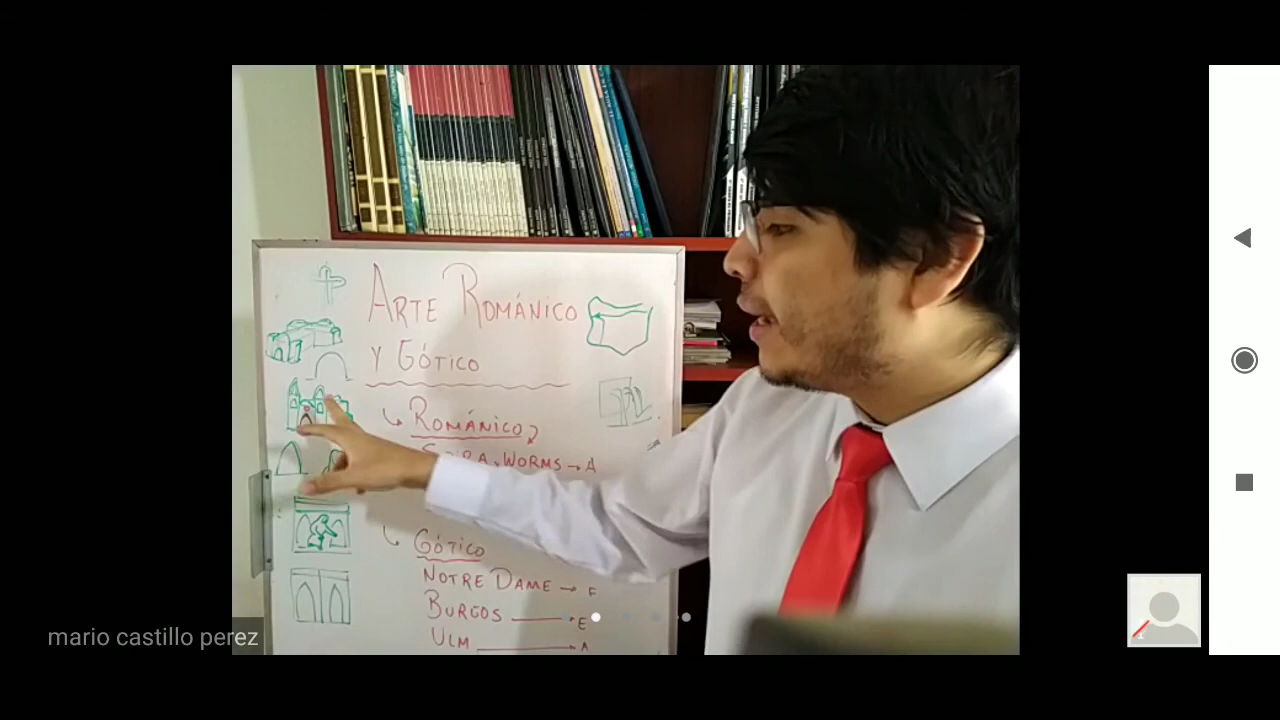 ARTE ROMÁNICO
Y GÓTICO
ROMÁNICO
WORMS → A
GÓTICO
NOTRE DAME → F
BURGOS → E
ULM → A
mario castillo perez